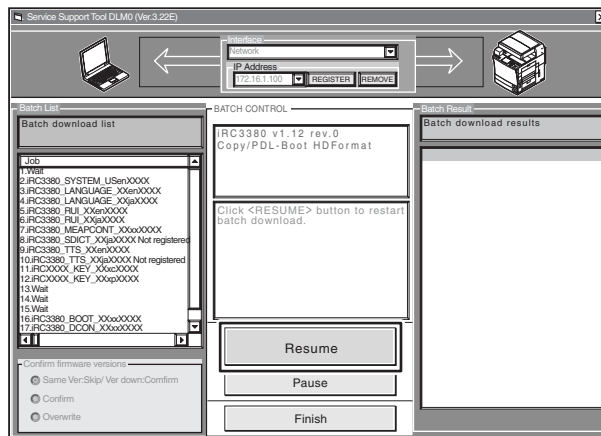 Service Support Tool DLM0 (Ver.3.22E)
Interface
Network
IP Address
172.16.1.100
REGISTER
REMOVE
Batch List
Batch download list
Job
1.Wait
2.iRC3380_SYSTEM_USenXXXX
3.iRC3380_LANGUAGE_XXenXXXX
4.iRC3380_LANGUAGE_XXjaXXXX
5.iRC3380_RUI_XXenXXXX
6.iRC3380_RUI_XXjaXXXX
7.iRC3380_MEAPCONT_XXxxXXXX
8.iRC3380_SDICT_XXjaXXXX Not registered
9.iRC3380_TTS_XXenXXXX
10.iRC3380_TTS_XXjaXXXX Not registered
11.iRCXXXX_KEY_XXxcXXXX
12.iRCXXXX_KEY_XXxpXXXX
13.Wait
14.Wait
15.Wait
16.iRC3380_BOOT_XXxxXXXX
17.iRC3380_DCON_XXxxXXXX
Confirm firmware versions
Same Ver:Skip/ Ver down:Comfirm
Confirm
Overwrite
BATCH CONTROL
iRC3380 v1.12 rev.0
Copy/PDL-Boot HDFormat
Click <RESUME> button to restart
batch download.
Resume
Pause
Finish
Batch Result
Batch download results